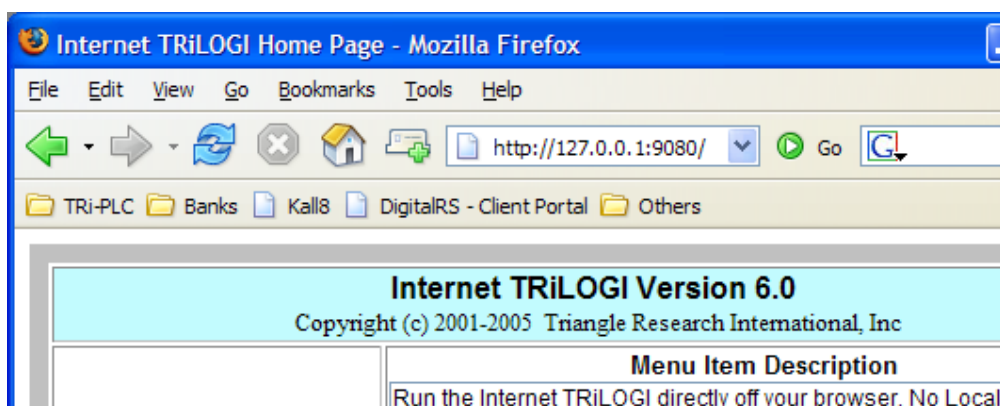 Internet TRiLOGI Home Page - Mozilla Firefox
File Edit View Go Bookmarks Tools Help
http://127.0.0.1:9080/ Go G
TRi-PLC Banks Kall8 DigitalRS - Client Portal Others
Internet TRiLOGI Version 6.0
Copyright (c) 2001-2005 Triangle Research International, Inc
Menu Item Description
Run the Internet TRiLOGI directly off your browser. No Local